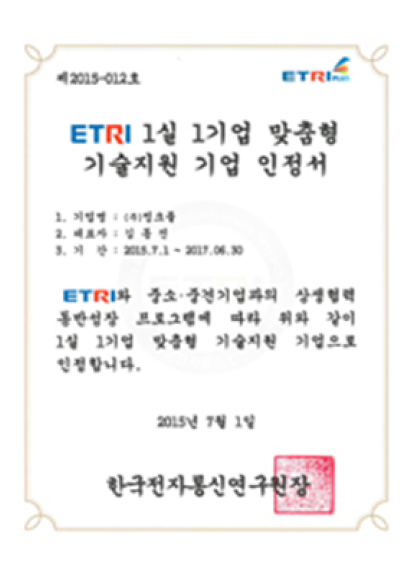 제2015-012호
ETRI PLUS
ETRI 1실 1기업 맞춤형
기술지원 기업 인정서
1. 기업명 : (주)
2. 대표자 : 김
3. 기 간 : 2015.7.1 ~ 2017.06.30
ETRI와 중소·중견기업과의 상생협력
동반성장 프로그램에 따라 위와 같이
1실 1기업 맞춤형 기술지원 기업으로
인정합니다.
2015년 7월 1일
한국전자통신연구원장